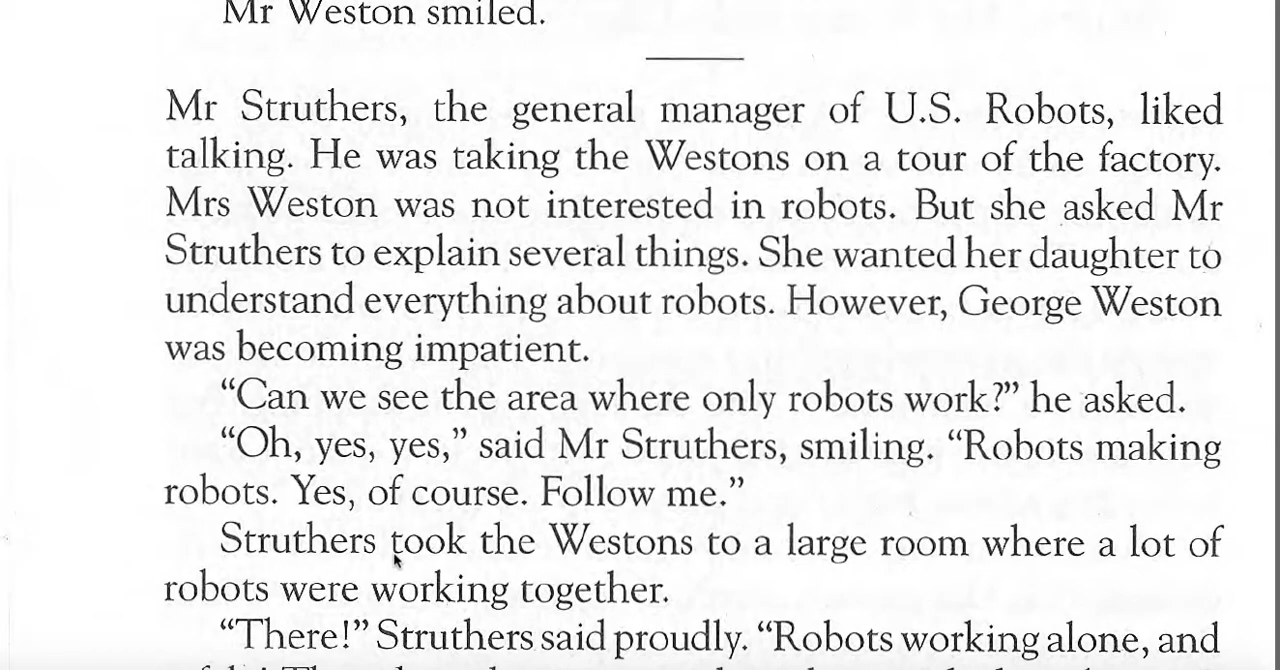 Mr Weston smiled.
Mr Struthers, the general manager of U.S. Robots, liked
talking. He was taking the Westons on a tour of the factory.
Mrs Weston was not interested in robots. But she asked Mr
Struthers to explain several things. She wanted her daughter to
understand everything about robots. However, George Weston
was becoming impatient.
“Can we see the area where only robots work?” he asked.
“Oh, yes, yes,” said Mr Struthers, smiling. “Robots making
robots. Yes, of course. Follow me.”
Struthers took the Westons to a large room where a lot of
robots were working together.
“There!” Struthers said proudly. “Robots working alone, and